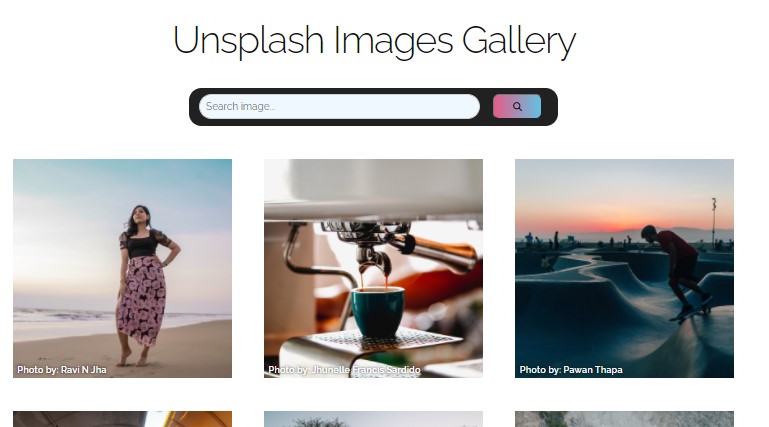 Unsplash Images Gallery
Search image...
Photo by: Ravi N Jha
Photo by: Jhunelle Francis Sardido
Photo by: Pawan Thapa